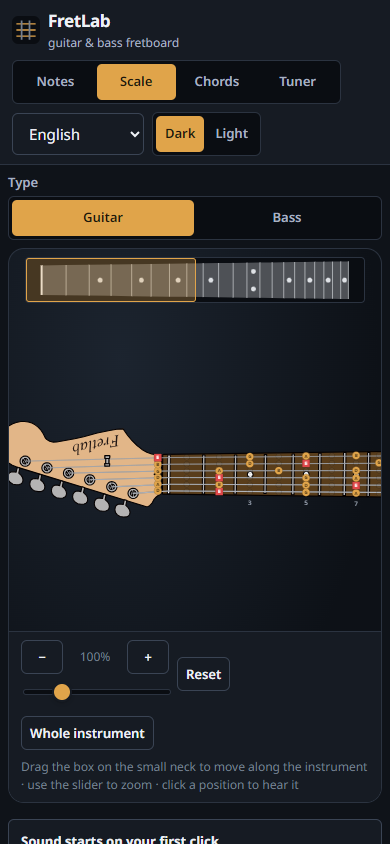 FretLab
guitar & bass fretboard
Notes Scale Chords Tuner
English Dark Light
Type
Guitar Bass
Fretlab
3 5 7
− 100% +
Reset
Whole instrument
Drag the box on the small neck to move along the instrument
· use the slider to zoom · click a position to hear it
Sound starts on your first click